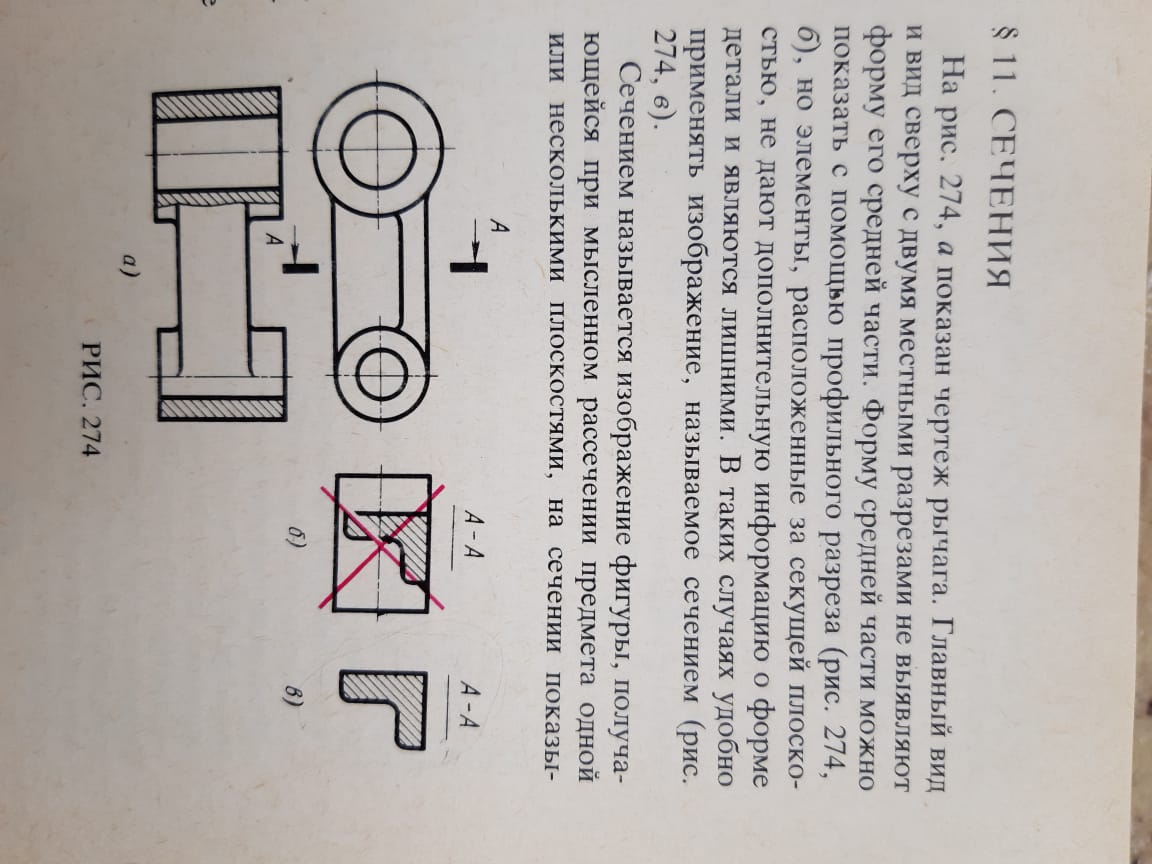 § 11. СЕЧЕНИЯ
На рис. 274, а показан чертеж рычага. Главный вид
и вид сверху с двумя местными разрезами не выявляют
форму его средней части. Форму средней части можно
показать с помощью профильного разреза (рис. 274,
б), но элементы, расположенные за секущей плоско-
стью, не дают дополнительную информацию о форме
детали и являются лишними. В таких случаях удобно
применять изображение, называемое сечением (рис.
274, в).
Сечением называется изображение фигуры, получа-
ющейся при мысленном рассечении предмета одной
или несколькими плоскостями, на сечении показы-
А
А-А
А-А
А
а)
б)
в)
РИС. 274